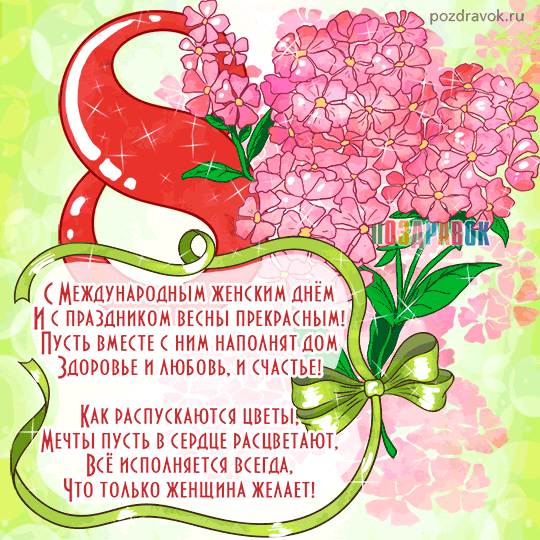 pozdravok.ru
8
ПОЗДРАВОК
С Международным женским днём
И с праздником весны прекрасным!
Пусть вместе с ним наполнят дом
Здоровье и любовь, и счастье!
Как распускаются цветы,
Мечты пусть в сердце расцветают,
Всё исполняется всегда,
Что только женщина желает!